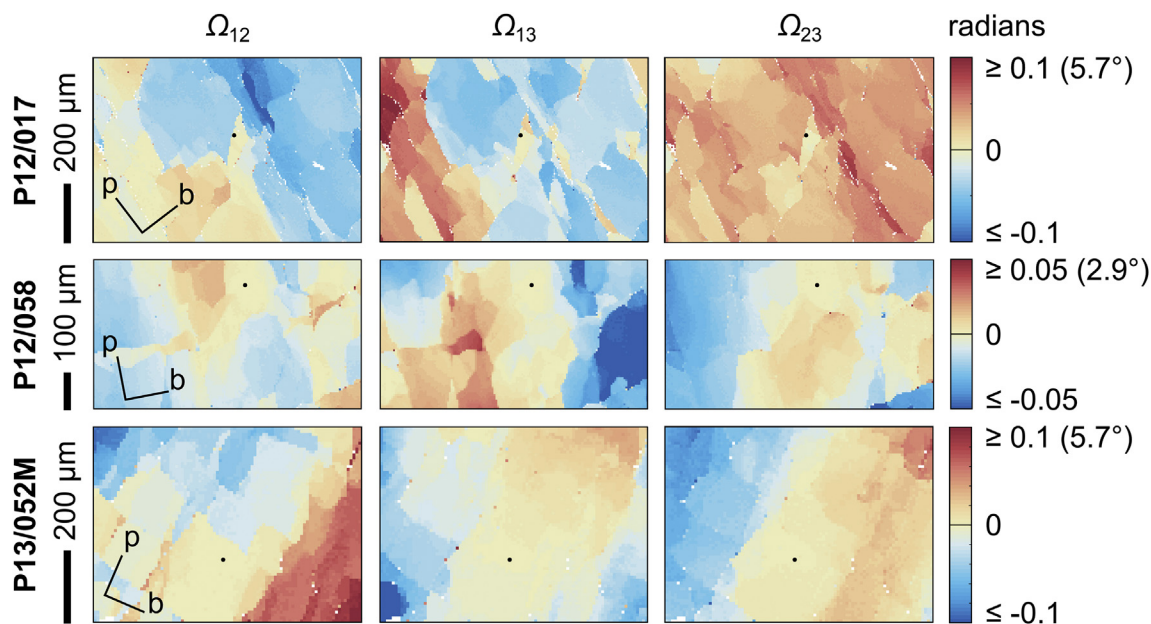 Ω12 Ω13 Ω23 radians
P12/017
200 µm
p
b
≥ 0.1 (5.7°)
0
≤ -0.1
P12/058
100 µm
p
b
≥ 0.05 (2.9°)
0
≤ -0.05
P13/052M
200 µm
p
b
≥ 0.1 (5.7°)
0
≤ -0.1